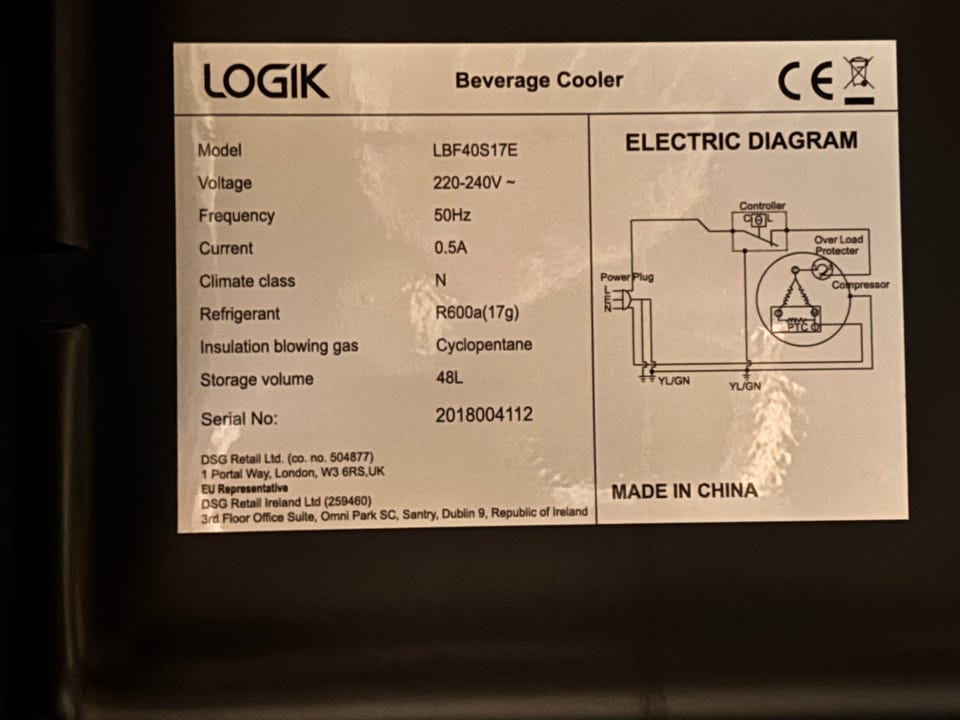 LOGIK Beverage Cooler CE
Model LBF40S17E
Voltage 220-240V ~
Frequency 50Hz
Current 0.5A
Climate class N
Refrigerant R600a(17g)
Insulation blowing gas Cyclopentane
Storage volume 48L
Serial No: 2018004112
DSG Retail Ltd. (co. no. 504877)
1 Portal Way, London, W3 6RS,UK
EU Representative
DSG Retail Ireland Ltd (259460)
3rd Floor Office Suite, Omni Park SC, Santry, Dublin 9, Republic of Ireland
ELECTRIC DIAGRAM
Controller
C L
Over Load
Protecter
Power Plug
Compressor
L
E
N
PTC
YL/GN
YL/GN
MADE IN CHINA